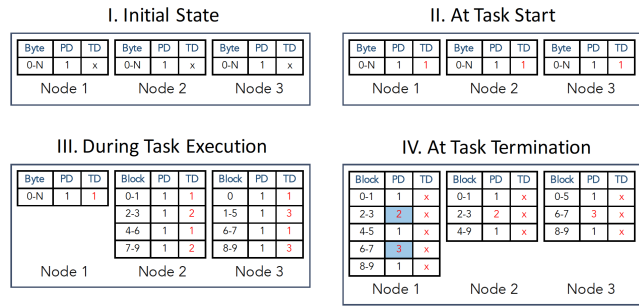 I. Initial State
Byte PD TD
0-N 1 x
Node 1
Byte PD TD
0-N 1 x
Node 2
Byte PD TD
0-N 1 x
Node 3
II. At Task Start
Byte PD TD
0-N 1 1
Node 1
Byte PD TD
0-N 1 1
Node 2
Byte PD TD
0-N 1 1
Node 3
III. During Task Execution
Byte PD TD
0-N 1 1
Node 1
Block PD TD
0-1 1 1
2-3 1 2
4-6 1 1
7-9 1 2
Node 2
Block PD TD
0 1 1
1-5 1 3
6-7 1 1
8-9 1 3
Node 3
IV. At Task Termination
Block PD TD
0-1 1 x
2-3 2 x
4-5 1 x
6-7 3 x
8-9 1 x
Node 1
Block PD TD
0-1 1 x
2-3 2 x
4-9 1 x
Node 2
Block PD TD
0-5 1 x
6-7 3 x
8-9 1 x
Node 3